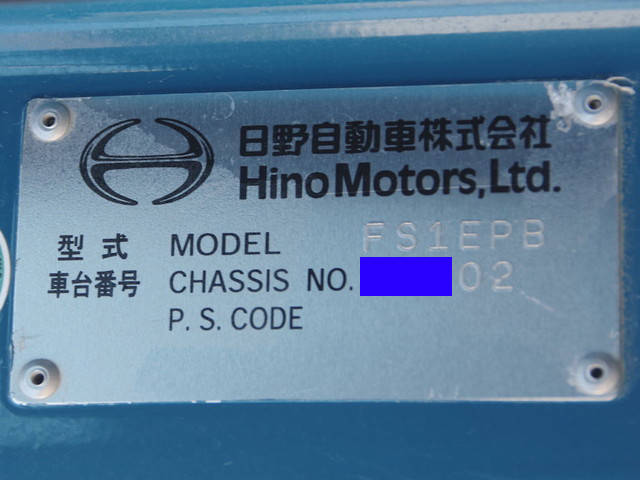 日野自動車株式会社
Hino Motors, Ltd.
型式 MODEL FS1EPB
車台番号 CHASSIS NO. 02
P. S. CODE